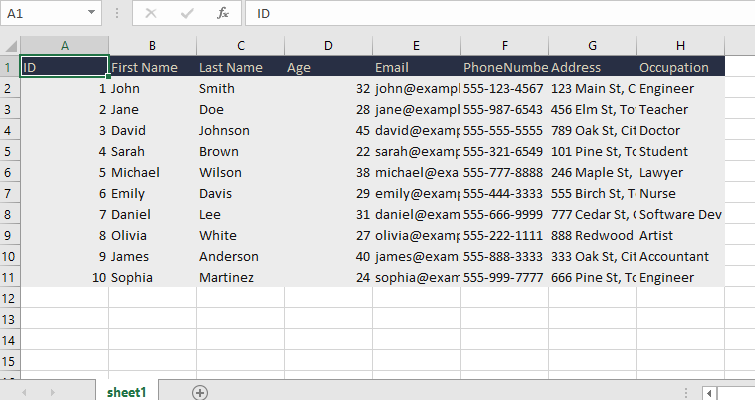 A1 fx ID
A B C D E F G H
1 ID First Name Last Name Age Email PhoneNumbe Address Occupation
2 1 John Smith 32 john@exampl 555-123-4567 123 Main St, C Engineer
3 2 Jane Doe 28 jane@exampl 555-987-6543 456 Elm St, To Teacher
4 3 David Johnson 45 david@exam 555-555-5555 789 Oak St, Cit Doctor
5 4 Sarah Brown 22 sarah@examp 555-321-6549 101 Pine St, To Student
6 5 Michael Wilson 38 michael@exa 555-777-8888 246 Maple St, Lawyer
7 6 Emily Davis 29 emily@examp 555-444-3333 555 Birch St, T Nurse
8 7 Daniel Lee 31 daniel@exam 555-666-9999 777 Cedar St, Software Dev
9 8 Olivia White 27 olivia@exam 555-222-1111 888 Redwood Artist
10 9 James Anderson 40 james@exam 555-888-3333 333 Oak St, Cit Accountant
11 10 Sophia Martinez 24 sophia@exam 555-999-7777 666 Pine St, To Engineer
12
13
14
15
sheet1